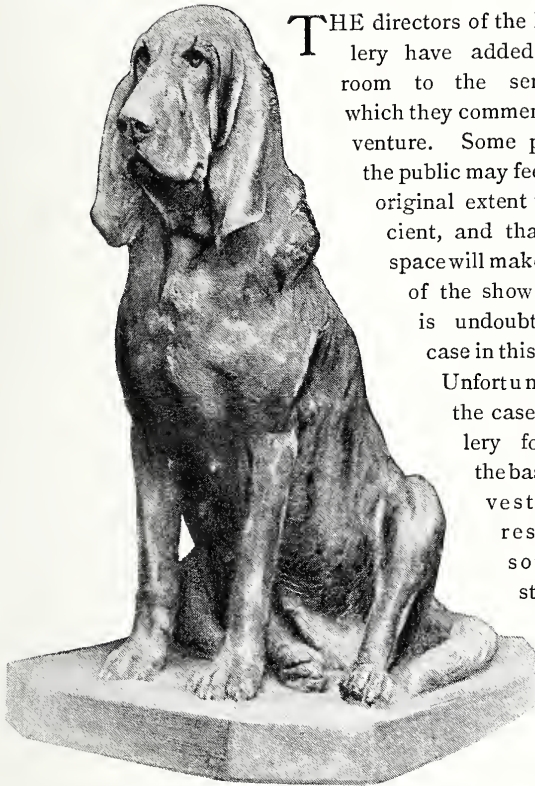 THE directors of the
lery have added
room to the ser
which they commen
venture. Some p
the public may fee
original extent
cient, and tha
space will make
of the show
is undoubt
case in this
Unfortun
the case
lery fo
the bas
vest
res
so
st